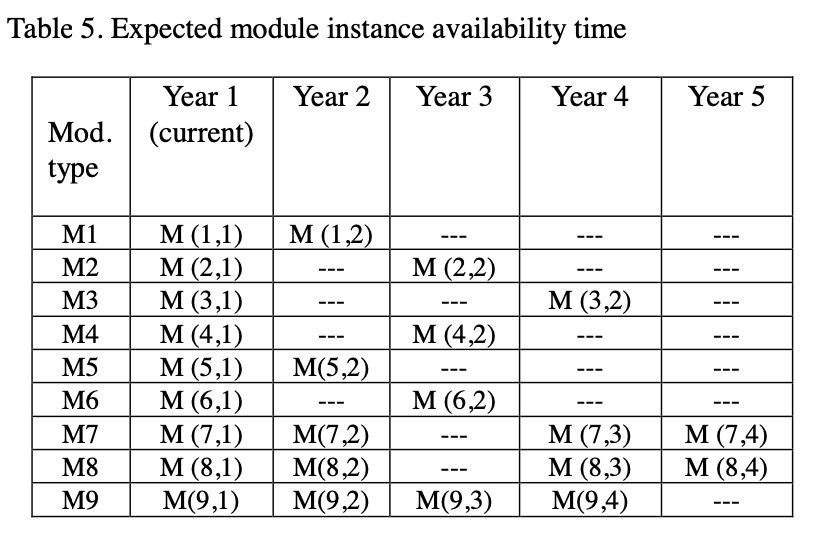 Table 5. Expected module instance availability time
Mod. type Year 1 (current) Year 2 Year 3 Year 4 Year 5
M1 M (1,1) M (1,2) --- --- ---
M2 M (2,1) --- M (2,2) --- ---
M3 M (3,1) --- --- M (3,2) ---
M4 M (4,1) --- M (4,2) --- ---
M5 M (5,1) M(5,2) --- --- ---
M6 M (6,1) --- M (6,2) --- ---
M7 M (7,1) M(7,2) --- M (7,3) M (7,4)
M8 M (8,1) M(8,2) --- M (8,3) M (8,4)
M9 M(9,1) M(9,2) M(9,3) M(9,4) ---